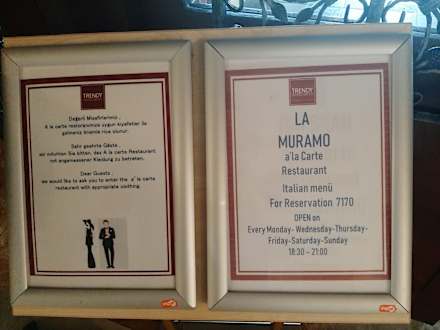 TRENDY
Değerli Misafirlerimiz ,
A la carte restorjinimize uygun kıyafetler ile
gelmenizi önemle rica olunur.
Sehr geehrte Gäste ,
wir möchten Sie bitten, das A la carte Restaurant
mit angemessener Kleidung zu betreten.
Dear Guests ,
we would like to ask you to enter the a' la carte
restaurant with appropriate clothing.
TRENDY
LA
MURAMO
a'la Carte
Restaurant
Italian menü
For Reservation 7170
OPEN on
Every Monday- Wednesday-Thursday-
Friday-Saturday-Sunday
18:30 – 21:00